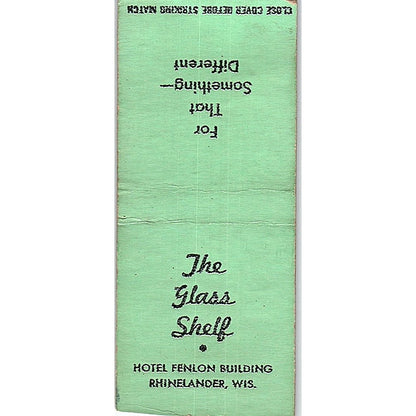 CLOSE COVER BEFORE STRIKING MATCH
For
That
Something—
Different
The
Glass
Shelf
HOTEL FENLON BUILDING
RHINELANDER, WIS.